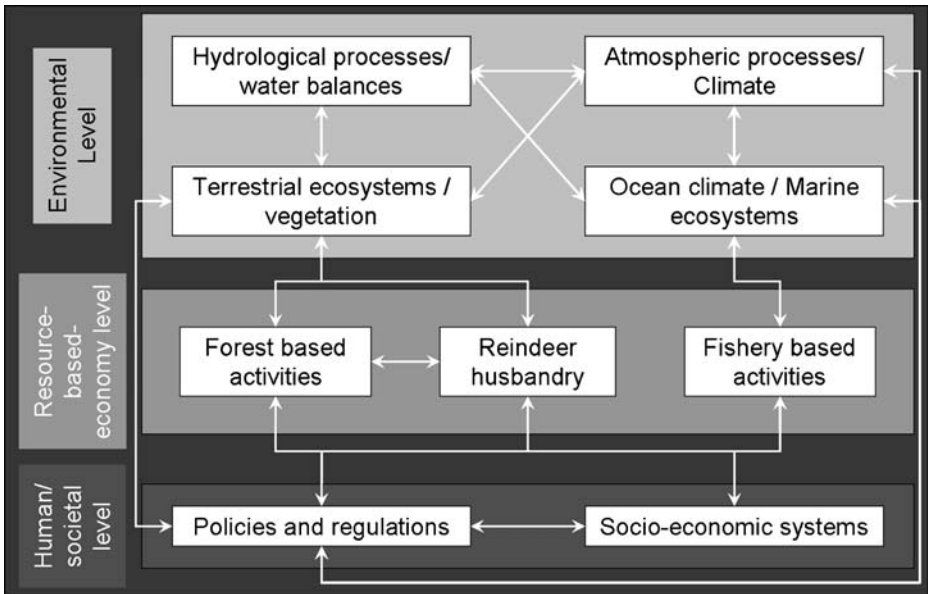 Environmental
Level
Hydrological processes/
water balances
Atmospheric processes/
Climate
Terrestrial ecosystems /
vegetation
Ocean climate / Marine
ecosystems
Resource-
based-
economy level
Forest based
activities
Reindeer
husbandry
Fishery based
activities
Human/
societal
level
Policies and regulations
Socio-economic systems